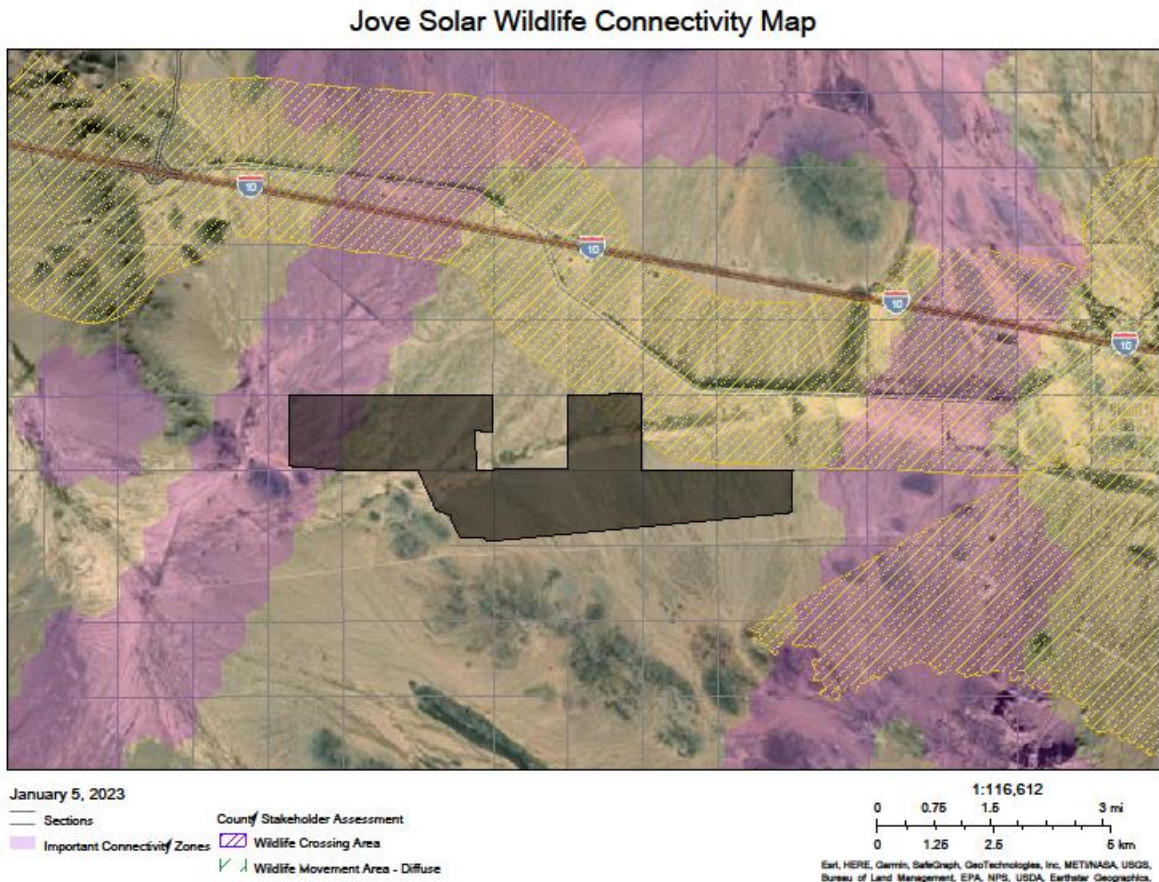 Jove Solar Wildlife Connectivity Map
10
10
10
10
January 5, 2023
Sections
Important Connectivity Zones
County Stakeholder Assessment
Wildlife Crossing Area
Wildlife Movement Area - Diffuse
1:116,612
0 0.75 1.5 3 mi
0 1.25 2.5 5 km
Esri, HERE, Garmin, SafeGraph, GeoTechnologies, Inc, METI/NASA, USGS,
Bureau of Land Management, EPA, NPS, USDA, Earthstar Geographics,